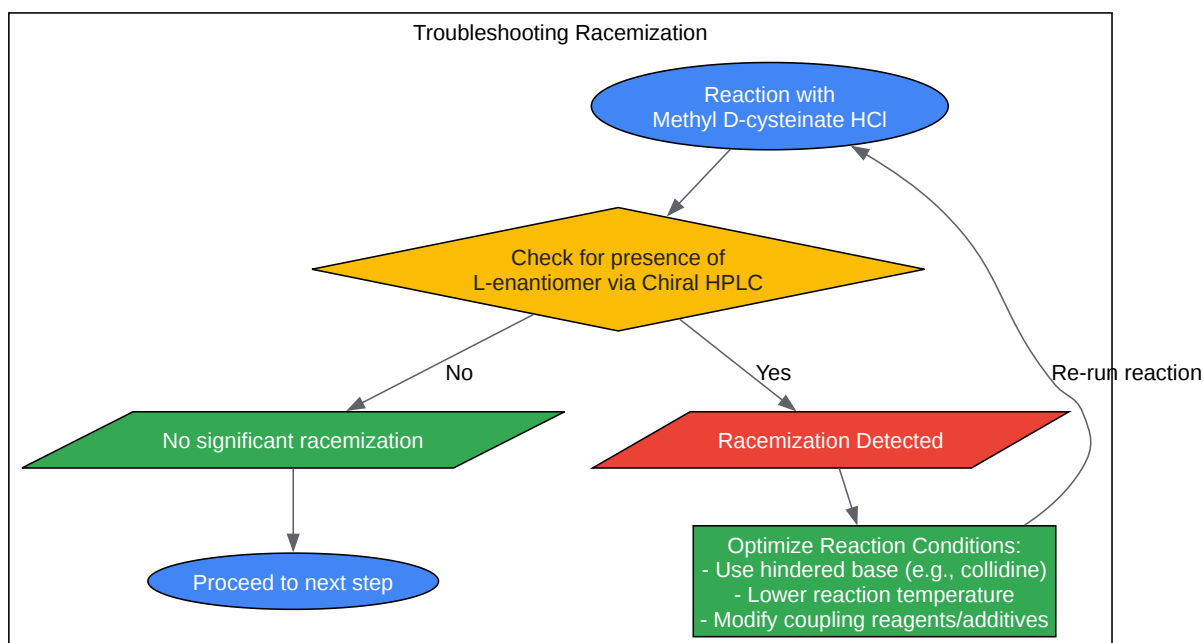 Troubleshooting Racemization
Reaction with
Methyl D-cysteinate HCl
Check for presence of
L-enantiomer via Chiral HPLC
No
Yes
Re-run reaction
No significant racemization
Racemization Detected
Proceed to next step
Optimize Reaction Conditions:
- Use hindered base (e.g., collidine)
- Lower reaction temperature
- Modify coupling reagents/additives